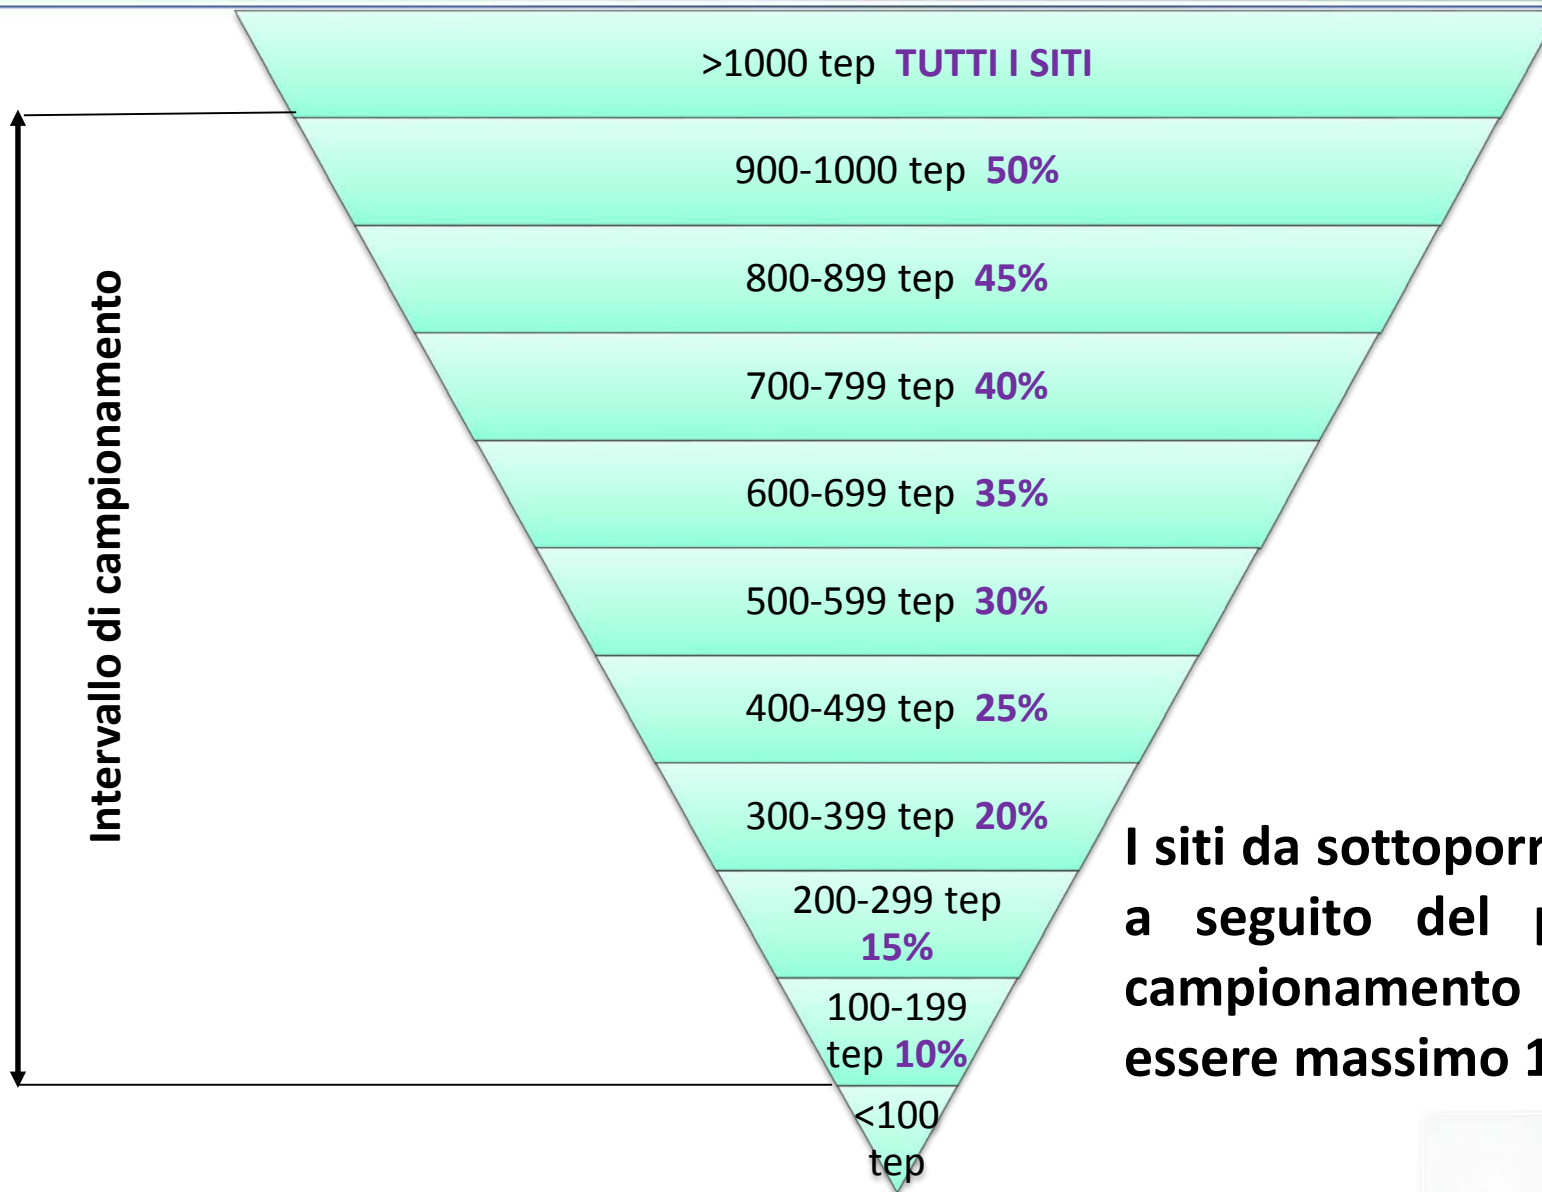 >1000 tep TUTTI I SITI
900-1000 tep 50%
800-899 tep 45%
700-799 tep 40%
600-699 tep 35%
500-599 tep 30%
400-499 tep 25%
300-399 tep 20%
200-299 tep
15%
100-199
tep 10%
<100
tep
Intervallo di campionamento
I siti da
a seguito del
campionamento
essere massimo